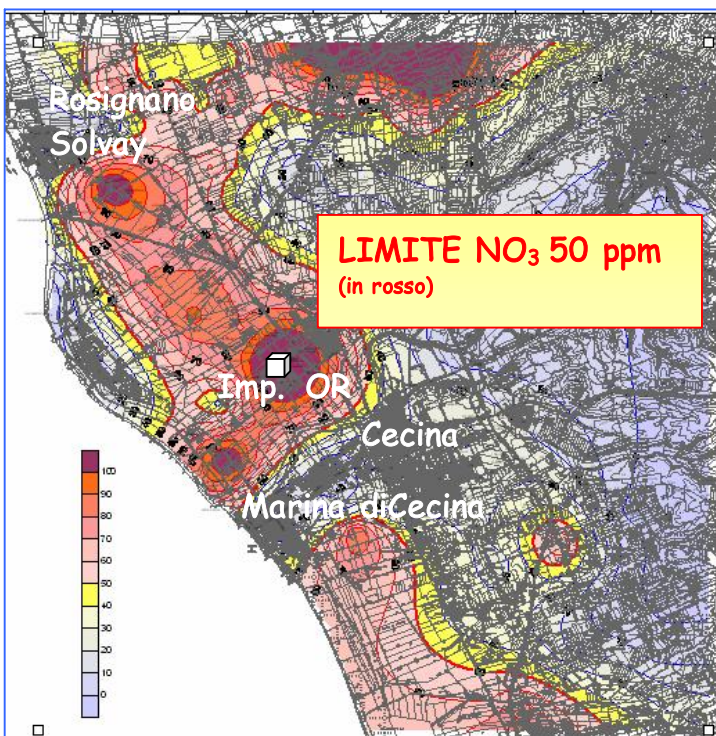 Rosignano
Solvay
LIMITE NO₃ 50 ppm
(in rosso)
Imp. OR
Cecina
Marina diCecina
100
90
80
70
60
50
40
30
20
10
0